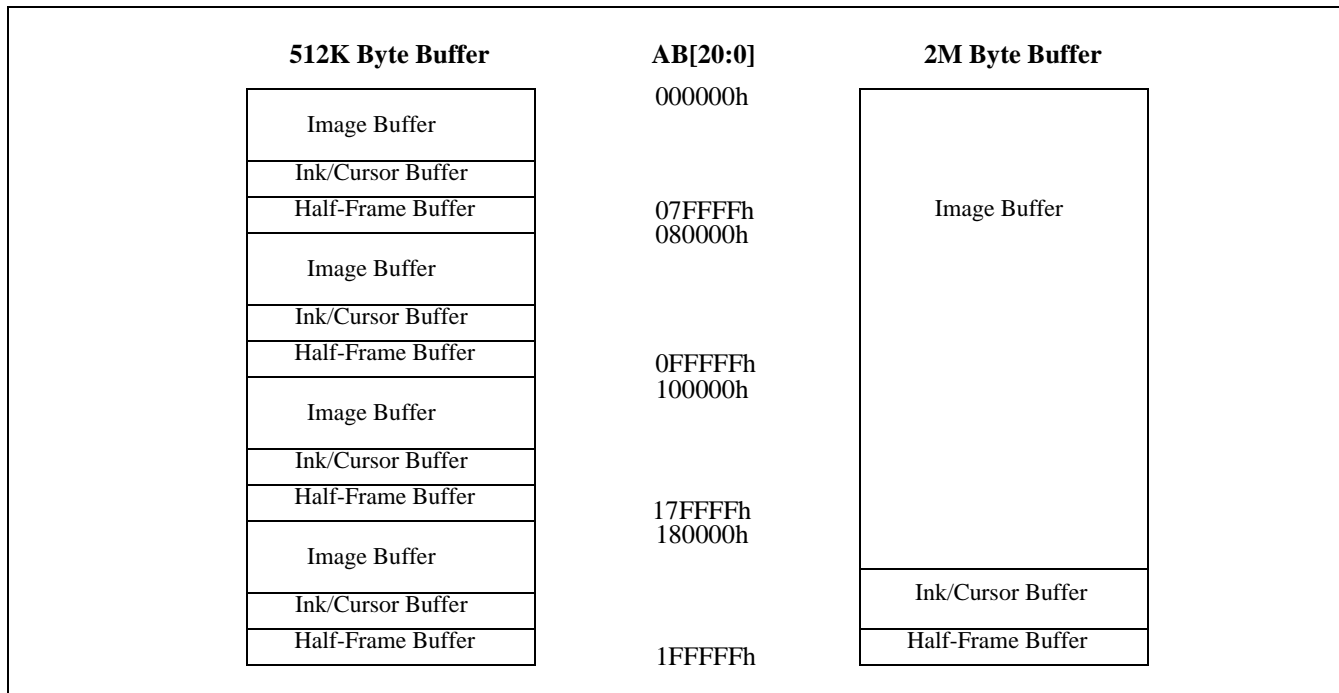 512K Byte Buffer AB[20:0] 2M Byte Buffer
000000h
Image Buffer
Ink/Cursor Buffer
Half-Frame Buffer 07FFFFh Image Buffer
080000h
Image Buffer
Ink/Cursor Buffer
Half-Frame Buffer 0FFFFFh
100000h
Image Buffer
Ink/Cursor Buffer
Half-Frame Buffer 17FFFFh
180000h
Image Buffer
Ink/Cursor Buffer Ink/Cursor Buffer
Half-Frame Buffer 1FFFFFh Half-Frame Buffer